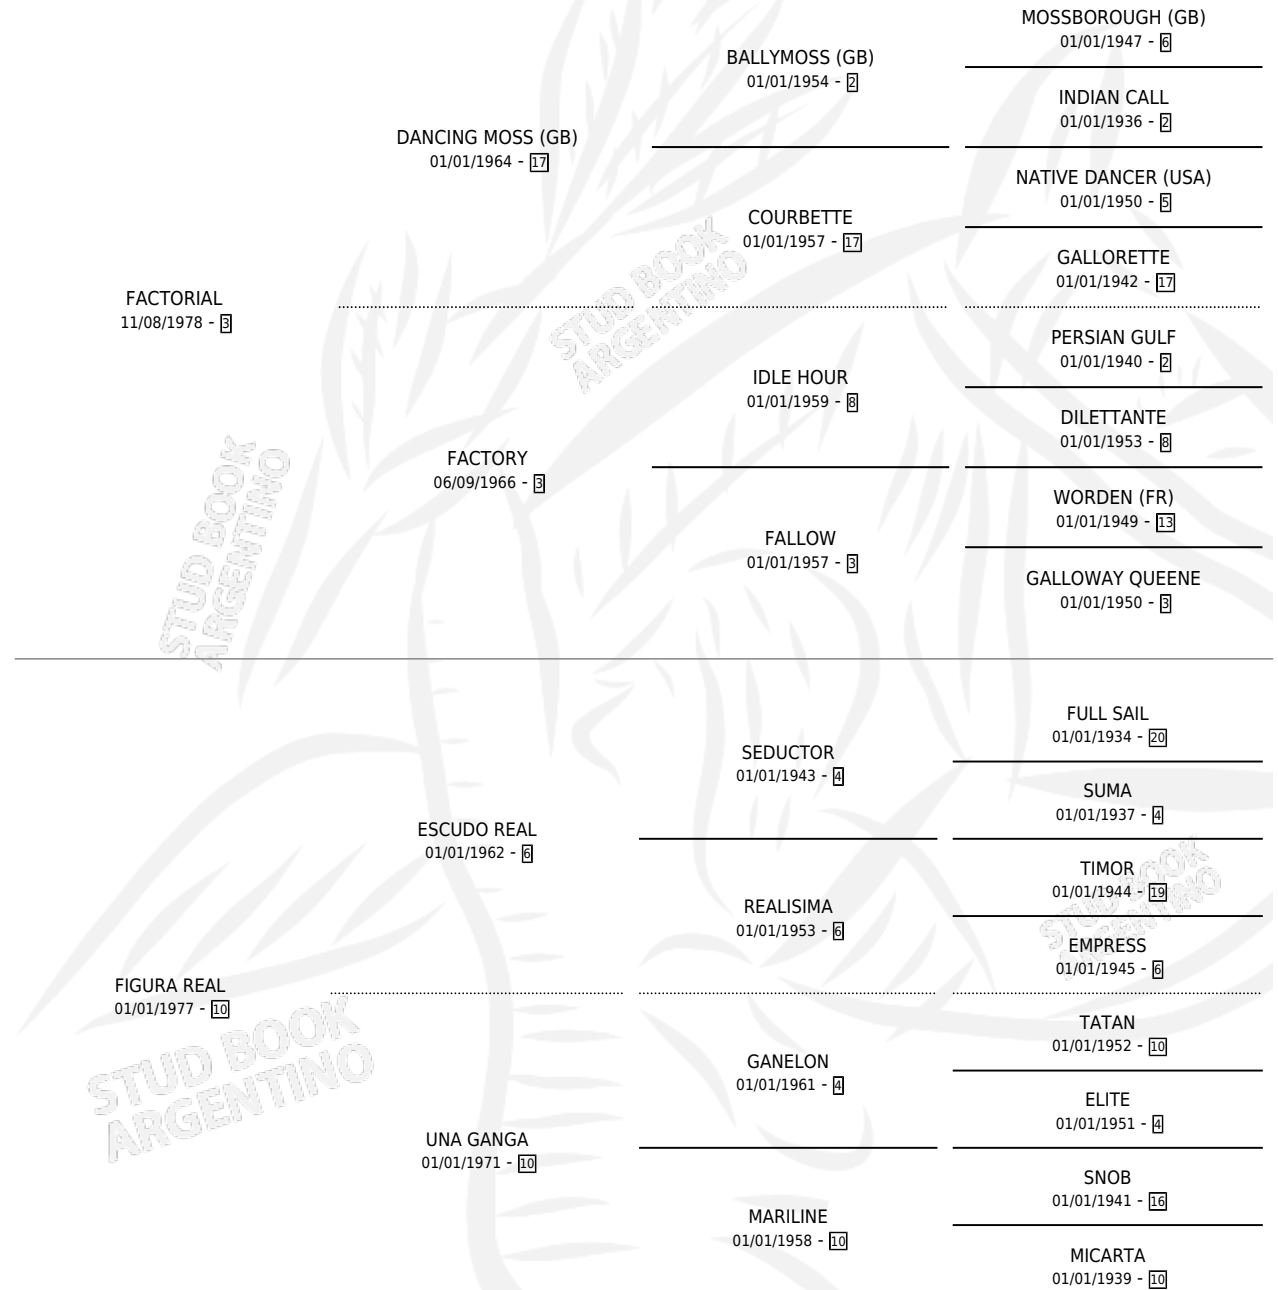 MOSSBOROUGH (GB)
01/01/1947 - 6
BALLYMOSS (GB)
01/01/1954 - 2
INDIAN CALL
01/01/1936 - 2
DANCING MOSS (GB)
01/01/1964 - 17
NATIVE DANCER (USA)
01/01/1950 - 5
COURBETTE
01/01/1957 - 17
GALLORETTE
01/01/1942 - 17
FACTORIAL
11/08/1978 - 3
PERSIAN GULF
01/01/1940 - 2
IDLE HOUR
01/01/1959 - 8
DILETTANTE
01/01/1953 - 8
FACTORY
06/09/1966 - 3
WORDEN (FR)
01/01/1949 - 13
FALLOW
01/01/1957 - 3
GALLOWAY QUEENE
01/01/1950 - 3
FULL SAIL
01/01/1934 - 20
SEDUCTOR
01/01/1943 - 4
SUMA
01/01/1937 - 4
ESCUDO REAL
01/01/1962 - 6
TIMOR
01/01/1944 - 19
REALISIMA
01/01/1953 - 6
EMPRESS
01/01/1945 - 6
FIGURA REAL
01/01/1977 - 10
TATAN
01/01/1952 - 10
GANELON
01/01/1961 - 4
ELITE
01/01/1951 - 4
UNA GANGA
01/01/1971 - 10
SNOB
01/01/1941 - 16
MARILINE
01/01/1958 - 10
MICARTA
01/01/1939 - 10
STUD BOOK
ARGENTINO
STUD BOOK
ARGENTINO
STUD BOOK
ARGENTINO
STUD BOOK
ARGENTINO